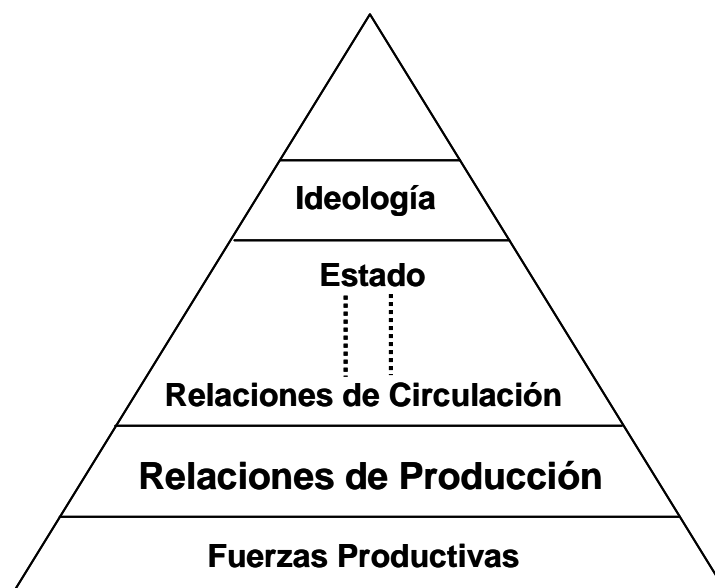 Ideología
Estado
Relaciones de Circulación
Relaciones de Producción
Fuerzas Productivas